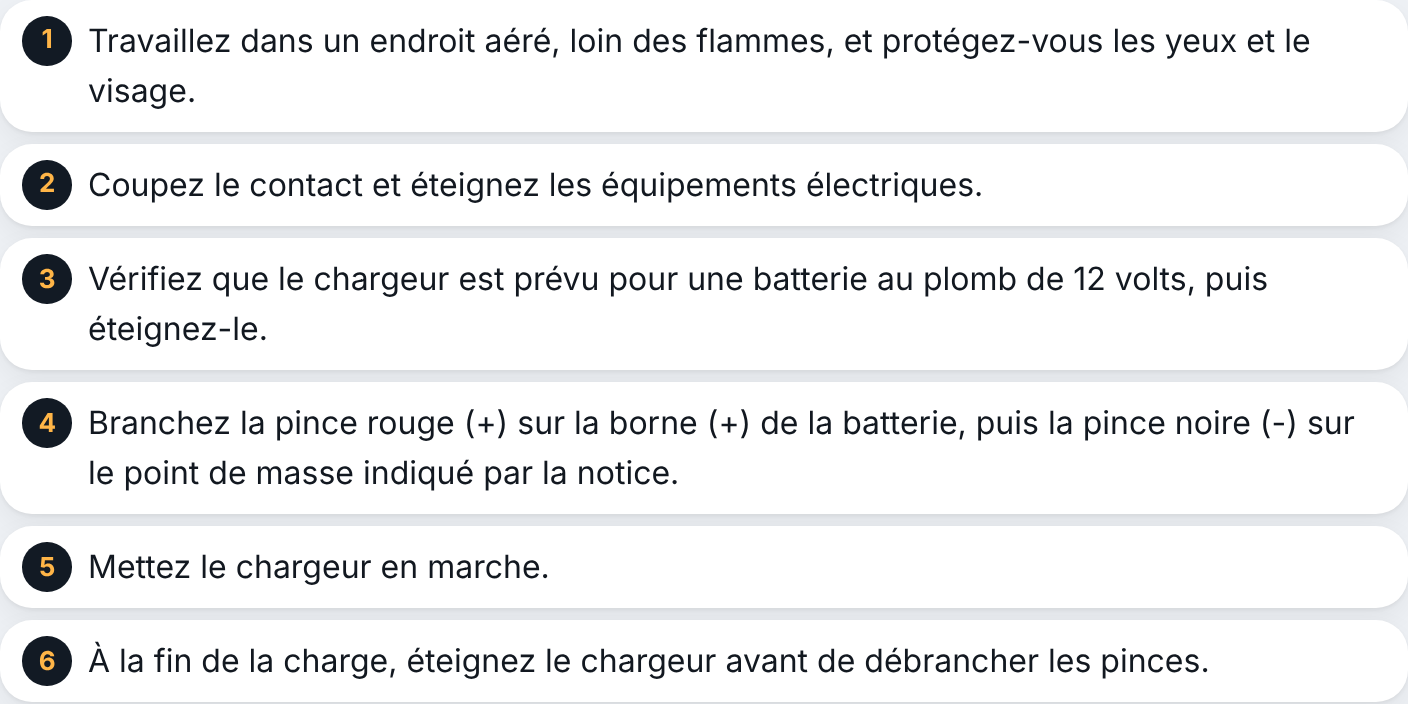 1 Travaillez dans un endroit aéré, loin des flammes, et protégez-vous les yeux et le
visage.
2 Coupez le contact et éteignez les équipements électriques.
3 Vérifiez que le chargeur est prévu pour une batterie au plomb de 12 volts, puis
éteignez-le.
4 Branchez la pince rouge (+) sur la borne (+) de la batterie, puis la pince noire (-) sur
le point de masse indiqué par la notice.
5 Mettez le chargeur en marche.
6 À la fin de la charge, éteignez le chargeur avant de débrancher les pinces.